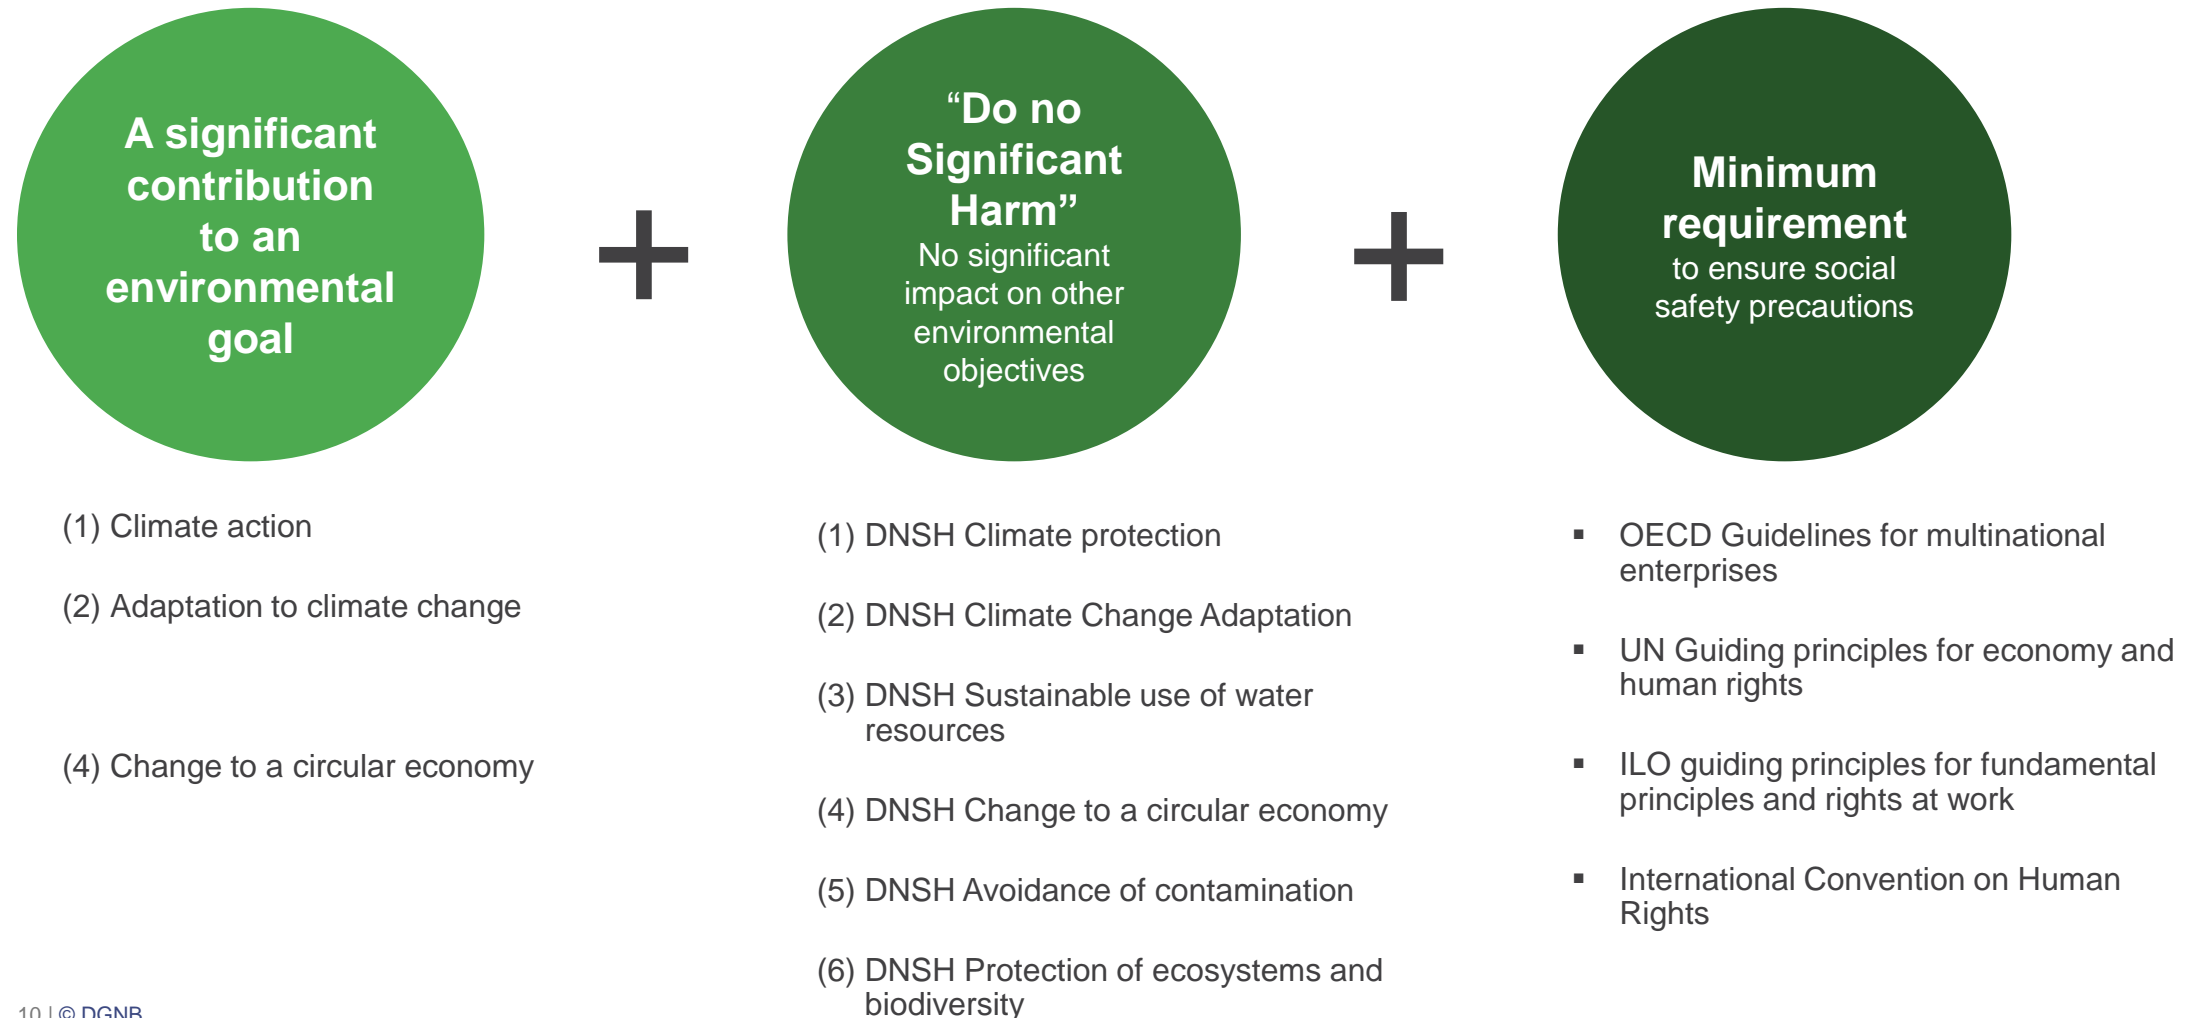 A significant
contribution
to an
environmental
goal
“Do no
Significant
Harm”
No significant
impact on other
environmental
objectives
Minimum
requirement
to ensure social
safety precautions
(1) Climate action
(2) Adaptation to climate change
(4) Change to a circular economy
(1) DNSH Climate protection
(2) DNSH Climate Change Adaptation
(3) DNSH Sustainable use of water
resources
(4) DNSH Change to a circular economy
(5) DNSH Avoidance of contamination
(6) DNSH Protection of ecosystems and
biodiversity
▪ OECD Guidelines for multinational
enterprises
▪ UN Guiding principles for economy and
human rights
▪ ILO guiding principles for fundamental
principles and rights at work
▪ International Convention on Human
Rights
10 | © DGNB